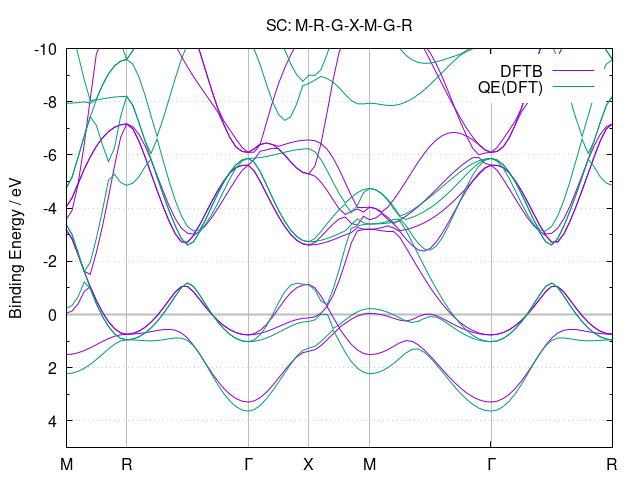 SC: M-R-G-X-M-G-R
DFTB
QE(DFT)
Binding Energy / eV
-10
-8
-6
-4
-2
0
2
4
M R Γ X M Γ R